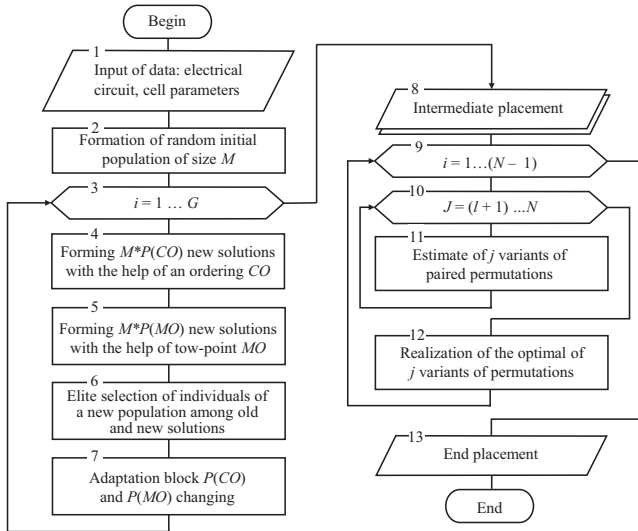 Begin
1
Input of data: electrical
circuit, cell parameters
2
Formation of random initial
population of size M
3
i = 1 ... G
4
Forming M*P(CO) new solutions
with the help of an ordering CO
5
Forming M*P(MO) new solutions
with the help of tow-point MO
6
Elite selection of individuals of
a new population among old
and new solutions
7
Adaptation block P(CO)
and P(MO) changing
8
Intermediate placement
9
i = 1...(N – 1)
10
J = (l + 1) ...N
11
Estimate of j variants of
paired permutations
12
Realization of the optimal of
j variants of permutations
13
End placement
End